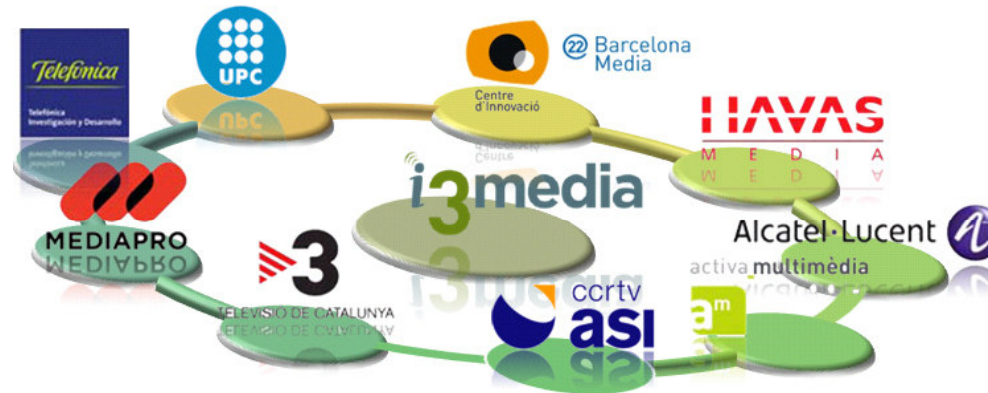 Telefónica
Telefónica
Investigación y Desarrollo
UPC
Centre
d'Innovació
22 Barcelona
Media
HAVAS
MEDIA
i3media
MEDIAPRO
3
TELEVISIÓ DE CATALUNYA
ccrtv
asi
Alcatel·Lucent
activa multimèdia
am